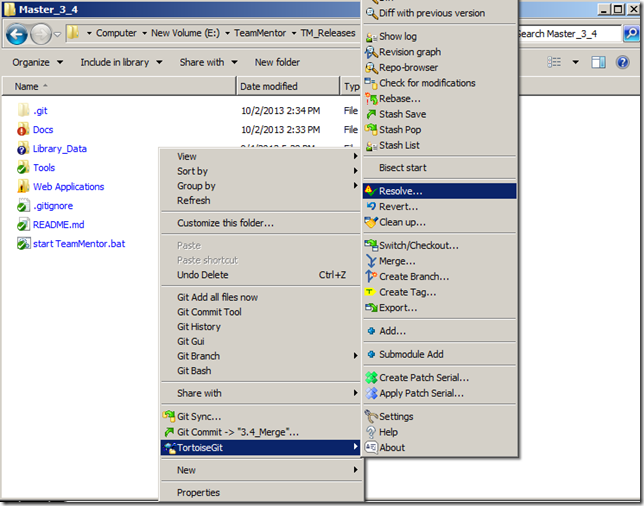 Master_3_4
Computer New Volume (E:) TeamMentor TM_Releases
Search Master_3_4
Organize Include in library Share with New folder
Name Date modified Typ
.git 10/2/2013 2:34 PM File
Docs 10/2/2013 2:33 PM File
Library_Data
Tools
Web Applications
.gitignore
README.md
start TeamMentor.bat
View
Sort by
Group by
Refresh
Customize this folder...
Paste
Paste shortcut
Undo Delete Ctrl+Z
Git Add all files now
Git Commit Tool
Git History
Git Gui
Git Branch
Git Bash
Share with
Git Sync...
Git Commit -> "3.4_Merge"...
TortoiseGit
New
Properties
Diff with previous version
Show log
Revision graph
Repo-browser
Check for modifications
Rebase...
Stash Save
Stash Pop
Stash List
Bisect start
Resolve...
Revert...
Clean up...
Switch/Checkout...
Merge...
Create Branch...
Create Tag...
Export...
Add...
Submodule Add
Create Patch Serial...
Apply Patch Serial...
Settings
Help
About